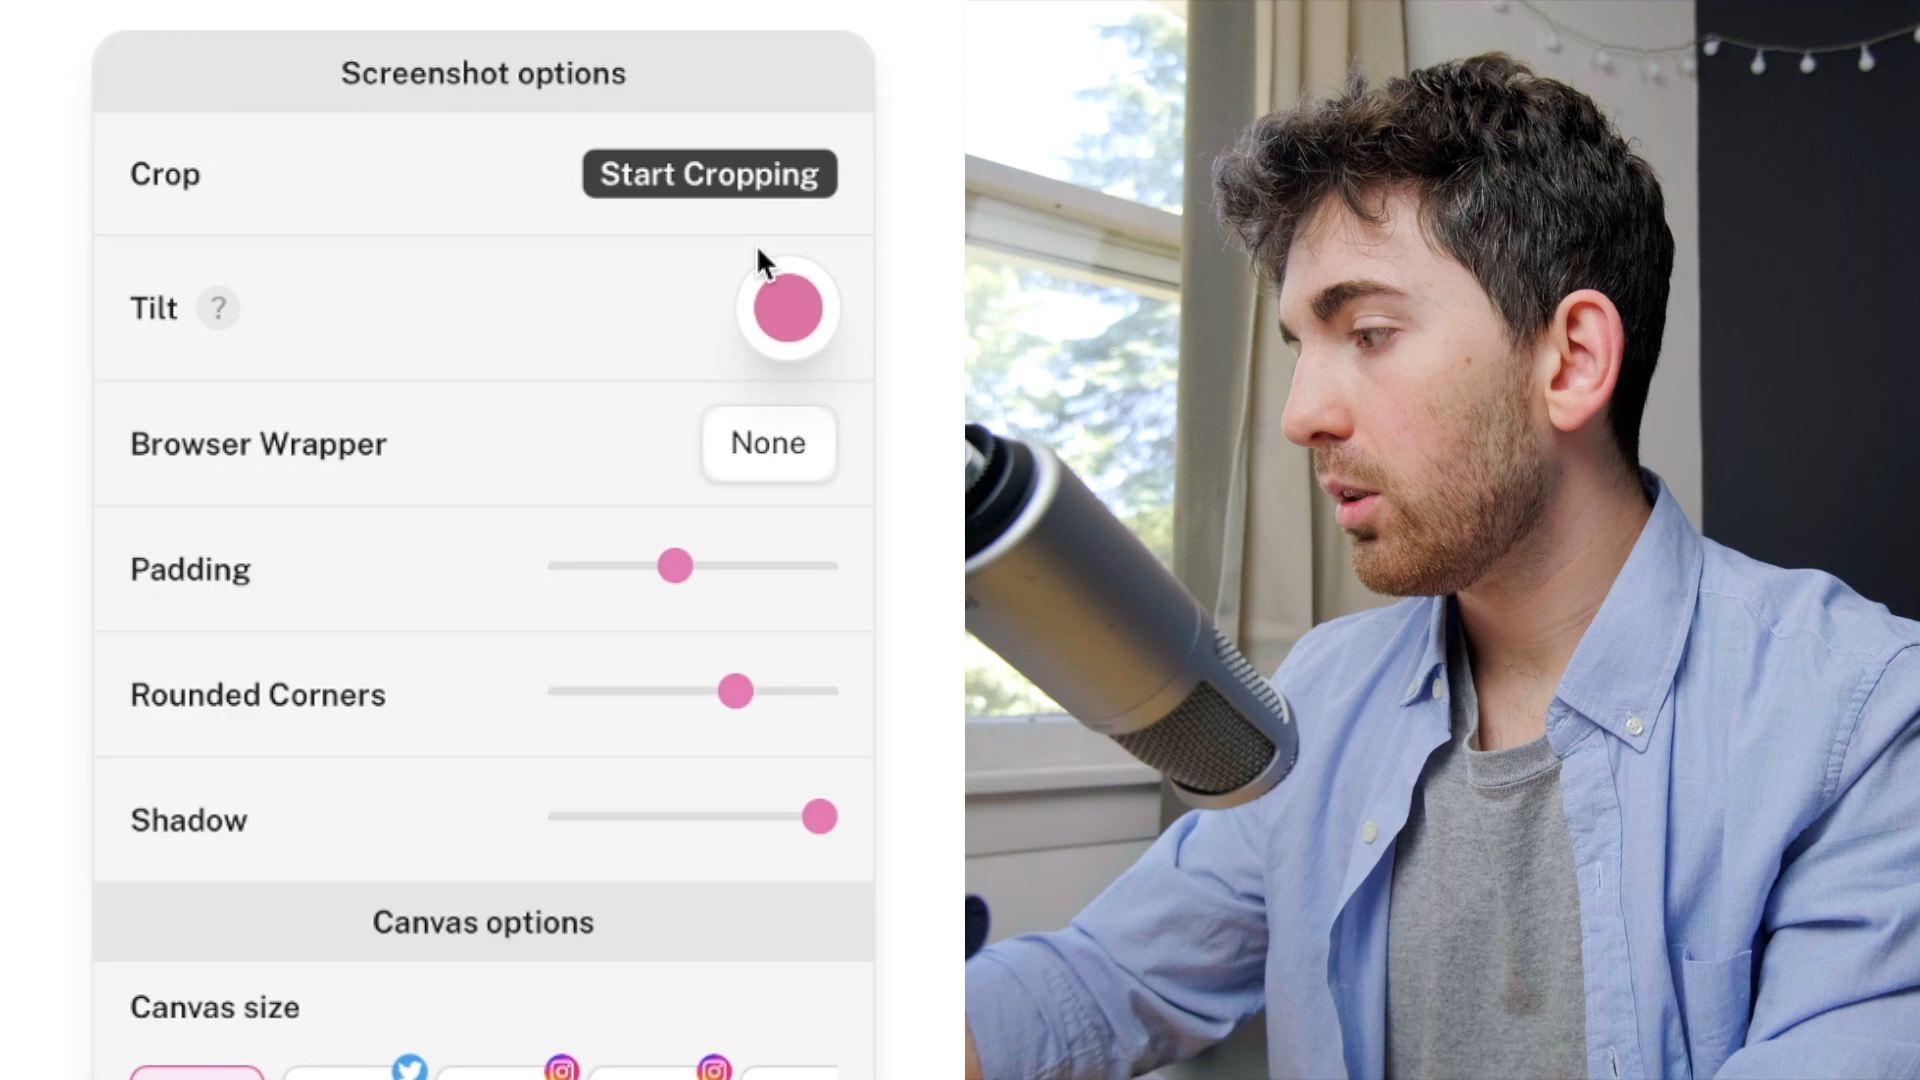 Screenshot options
Crop
Start Cropping
Tilt ?
Browser Wrapper
None
Padding
Rounded Corners
Shadow
Canvas options
Canvas size